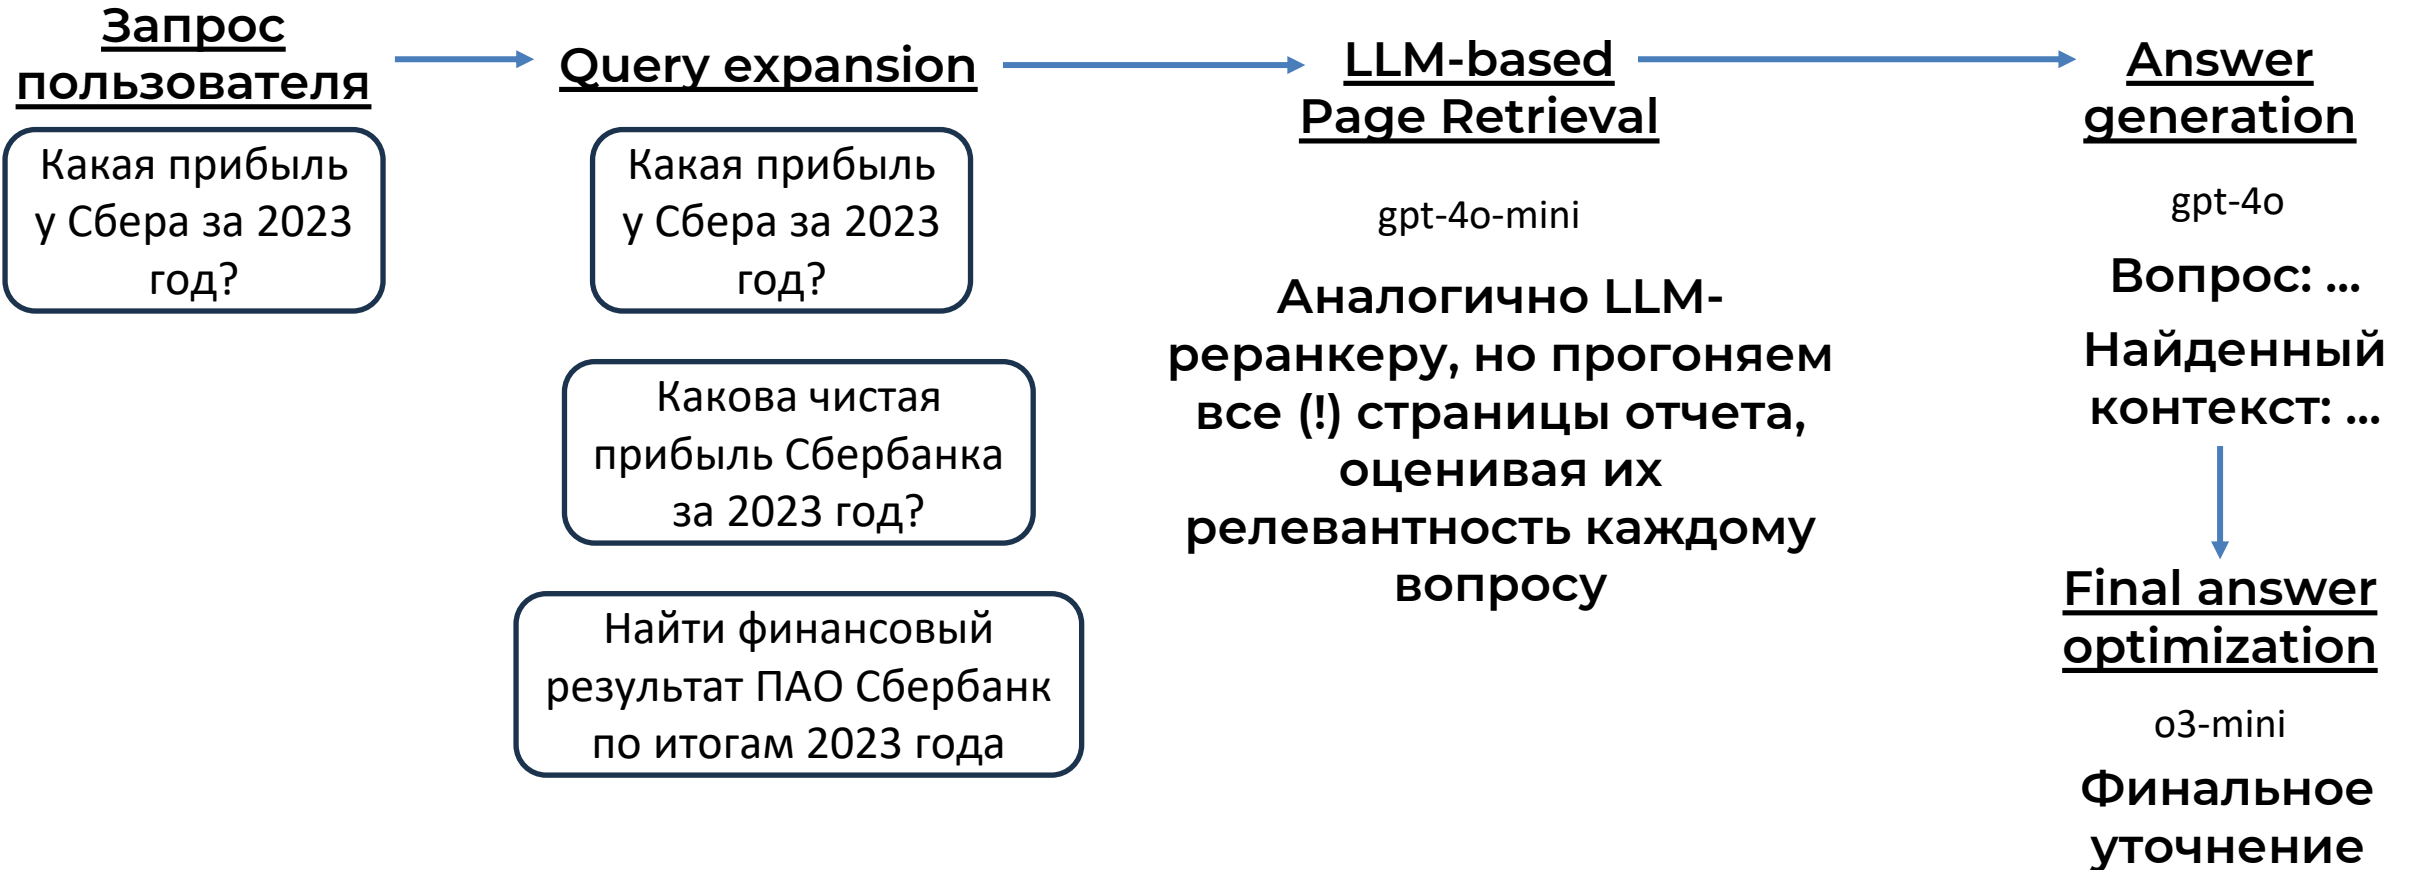 Запрос
пользователя
Какая прибыль
у Сбера за 2023
год?
Query expansion
Какая прибыль
у Сбера за 2023
год?
Какова чистая
прибыль Сбербанка
за 2023 год?
Найти финансовый
результат ПАО Сбербанк
по итогам 2023 года
LLM-based
Page Retrieval
gpt-4o-mini
Аналогично LLM-
реранкеру, но прогоняем
все (!) страницы отчета,
оценивая их
релевантность каждому
вопросу
Answer
generation
gpt-4o
Вопрос: ...
Найденный
контекст: ...
Final answer
optimization
o3-mini
Финальное
уточнение